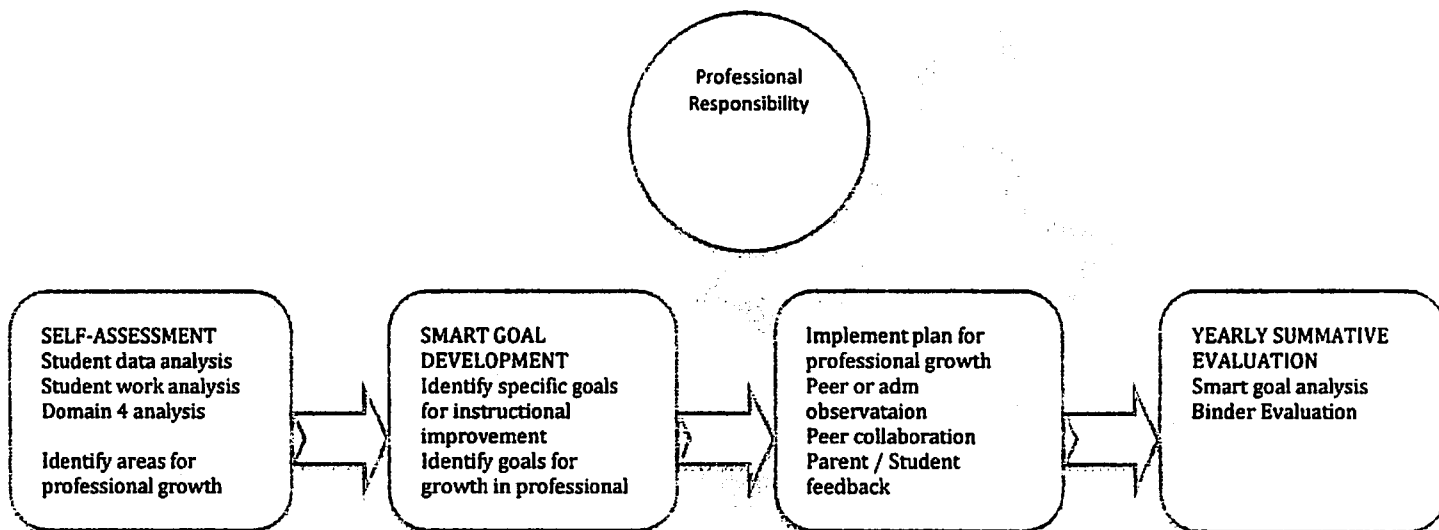 Professional
Responsibility
SELF-ASSESSMENT
Student data analysis
Student work analysis
Domain 4 analysis
Identify areas for
professional growth
SMART GOAL
DEVELOPMENT
Identify specific goals
for instructional
improvement
Identify goals for
growth in professional
Implement plan for
professional growth
Peer or adm
observataion
Peer collaboration
Parent / Student
feedback
YEARLY SUMMATIVE
EVALUATION
Smart goal analysis
Binder Evaluation